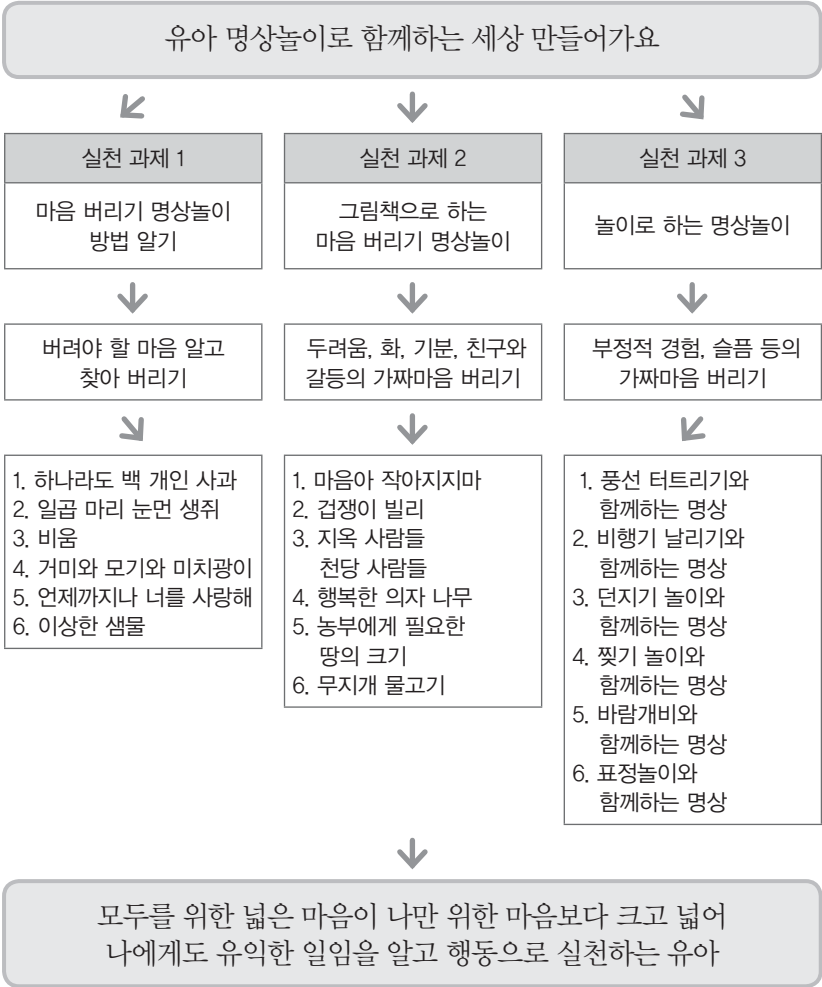 유아 명상놀이로 함께하는 세상 만들어가요
실천 과제 1
마음 버리기 명상놀이
방법 알기
버려야 할 마음 알고
찾아 버리기
1. 하나라도 백 개인 사과
2. 일곱 마리 눈먼 생쥐
3. 비움
4. 거미와 모기와 미치광이
5. 언제까지나 너를 사랑해
6. 이상한 샘물
실천 과제 2
그림책으로 하는
마음 버리기 명상놀이
두려움, 화, 기분, 친구와
갈등의 가짜마음 버리기
1. 마음아 작아지지마
2. 겁쟁이 빌리
3. 지옥 사람들
천당 사람들
4. 행복한 의자 나무
5. 농부에게 필요한
땅의 크기
6. 무지개 물고기
실천 과제 3
놀이로 하는 명상놀이
부정적 경험, 슬픔 등의
가짜마음 버리기
1. 풍선 터트리기와
함께하는 명상
2. 비행기 날리기와
함께하는 명상
3. 던지기 놀이와
함께하는 명상
4. 찢기 놀이와
함께하는 명상
5. 바람개비와
함께하는 명상
6. 표정놀이와
함께하는 명상
모두를 위한 넓은 마음이 나만 위한 마음보다 크고 넓어
나에게도 유익한 일임을 알고 행동으로 실천하는 유아